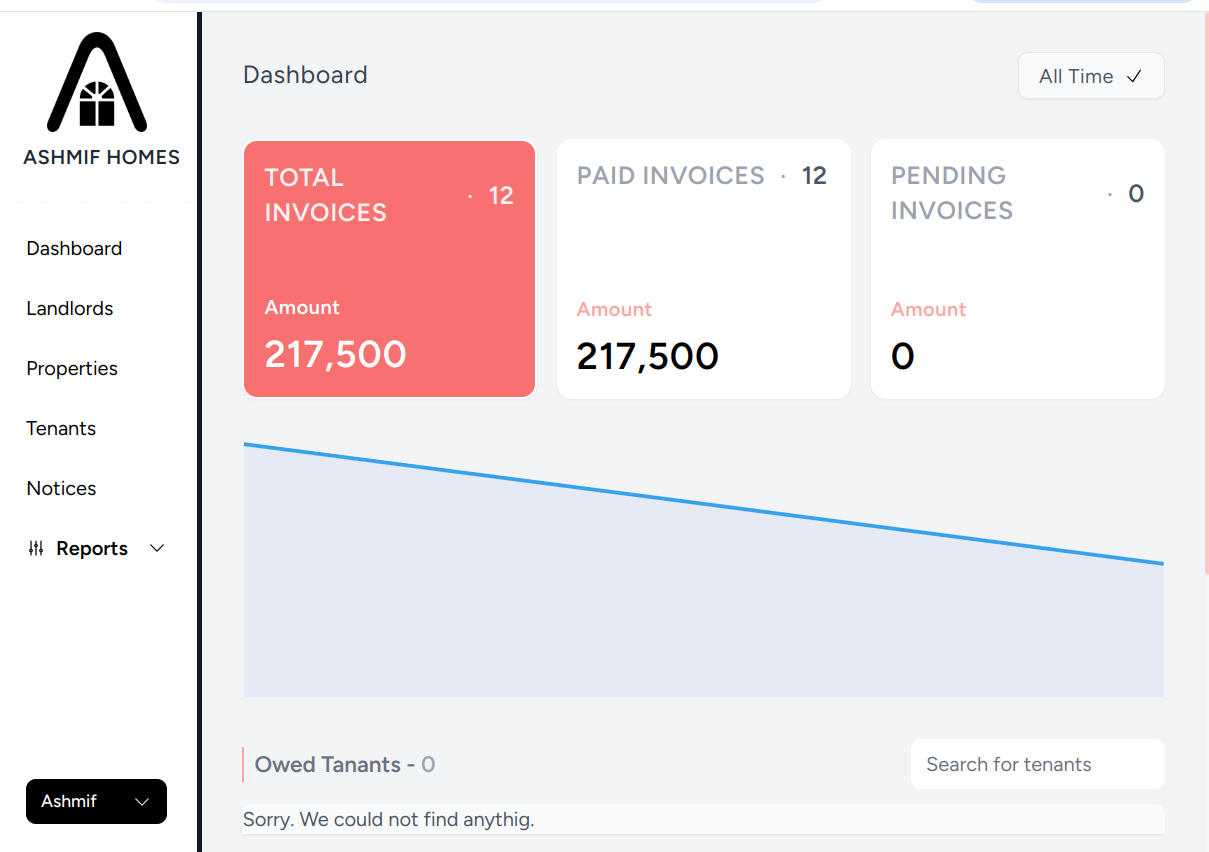 ASHMIF HOMES
Dashboard
Landlords
Properties
Tenants
Notices
Reports
Ashmif
Dashboard
All Time
TOTAL
INVOICES
· 12
Amount
217,500
PAID INVOICES · 12
Amount
217,500
PENDING
INVOICES
· 0
Amount
0
Owed Tanants - 0
Search for tenants
Sorry. We could not find anythig.